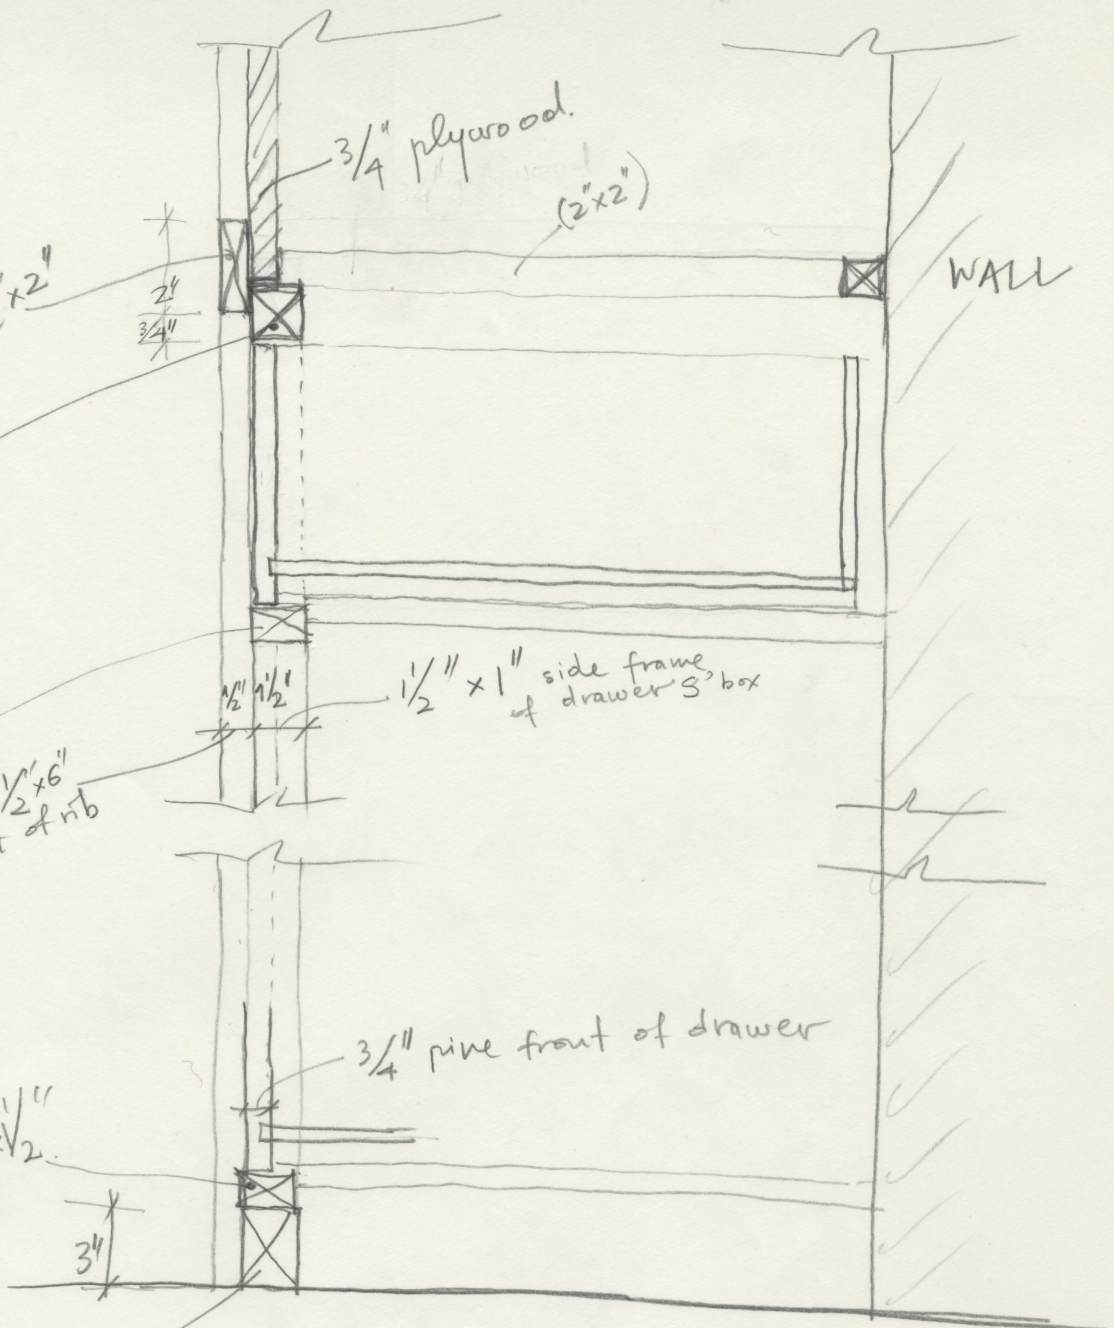 3/4" plywood.
(2"x2")
"x2"
WALL
2"
3/4"
1/2" 1 1/2"
1 1/2" x 1" side frame
of drawer's box
1/2"x6"
of rib
3/4" pine front of drawer
1/2"
3"